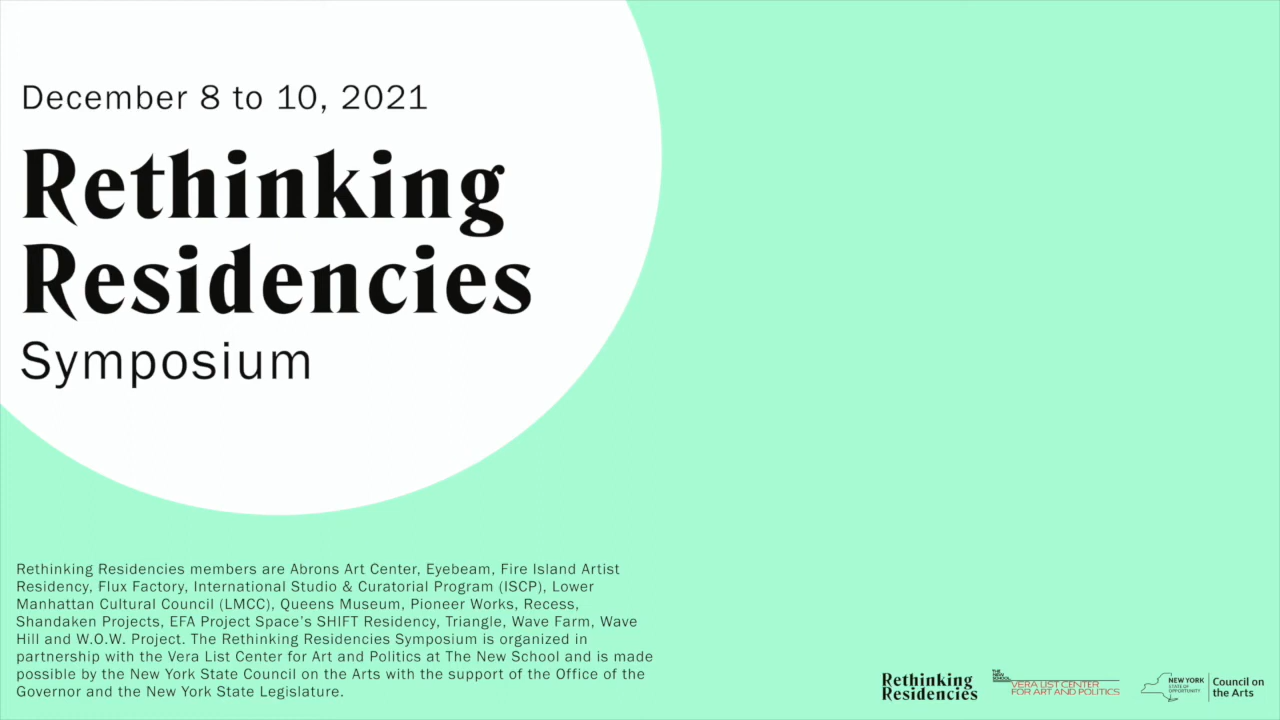 December 8 to 10, 2021
Rethinking
Residencies
Symposium
Rethinking Residencies members are Abrons Art Center, Eyebeam, Fire Island Artist
Residency, Flux Factory, International Studio & Curatorial Program (ISCP), Lower
Manhattan Cultural Council (LMCC), Queens Museum, Pioneer Works, Recess,
Shandaken Projects, EFA Project Space's SHIFT Residency, Triangle, Wave Farm, Wave
Hill and W.O.W. Project. The Rethinking Residencies Symposium is organized in
partnership with the Vera List Center for Art and Politics at The New School and is made
possible by the New York State Council on the Arts with the support of the Office of the
Governor and the New York State Legislature.
Rethinking
Residencies
THE
NEW
SCHOOL
VERA LIST CENTER
FOR ART AND POLITICS
NEW YORK
STATE OF
OPPORTUNITY
Council on
the Arts